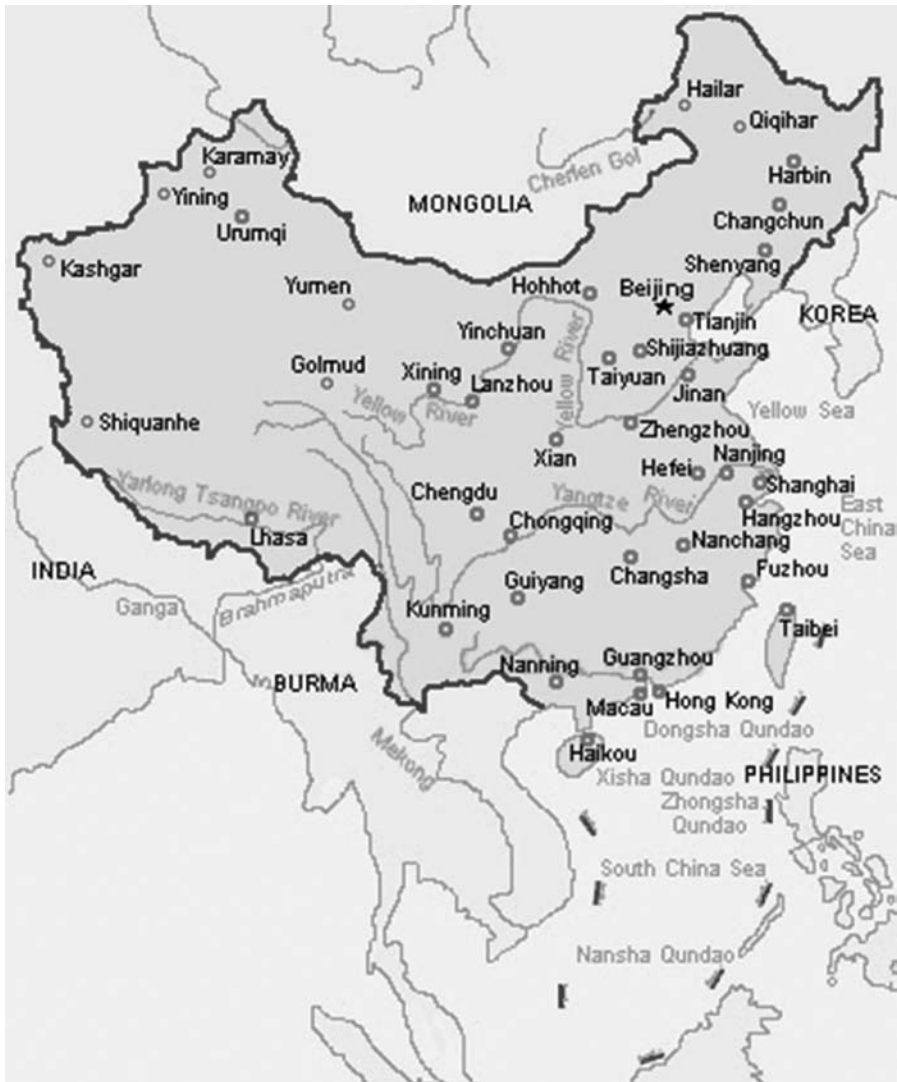 Hailar
Qiqihar
Karamay
Cherlen Gol
Harbin
Yining
MONGOLIA
Urumqi
Changchun
Kashgar
Shenyang
Hohhot
Beijing
Yumen
KOREA
Tianjin
Yinchuan
Yellow River
Shijiazhuang
Golmud
Xining
Taiyuan
Lanzhou
Jinan
Yellow River
Yellow Sea
Shiquanhe
Zhengzhou
Xian
Hefei
Nanjing
Yarlong Tsangpo River
Shanghai
Chengdu
Yangtze River
Hangzhou
East
China
Sea
Chongqing
Lhasa
Nanchang
INDIA
Changsha
Fuzhou
Brahmaputra
Guiyang
Ganga
Kunming
Taibei
Guangzhou
Nanning
BURMA
Macau
Hong Kong
Dongsha Qundao
Mekong
Haikou
Xisha Qundao
PHILIPPINES
Zhongsha
Qundao
South China Sea
Nansha Qundao